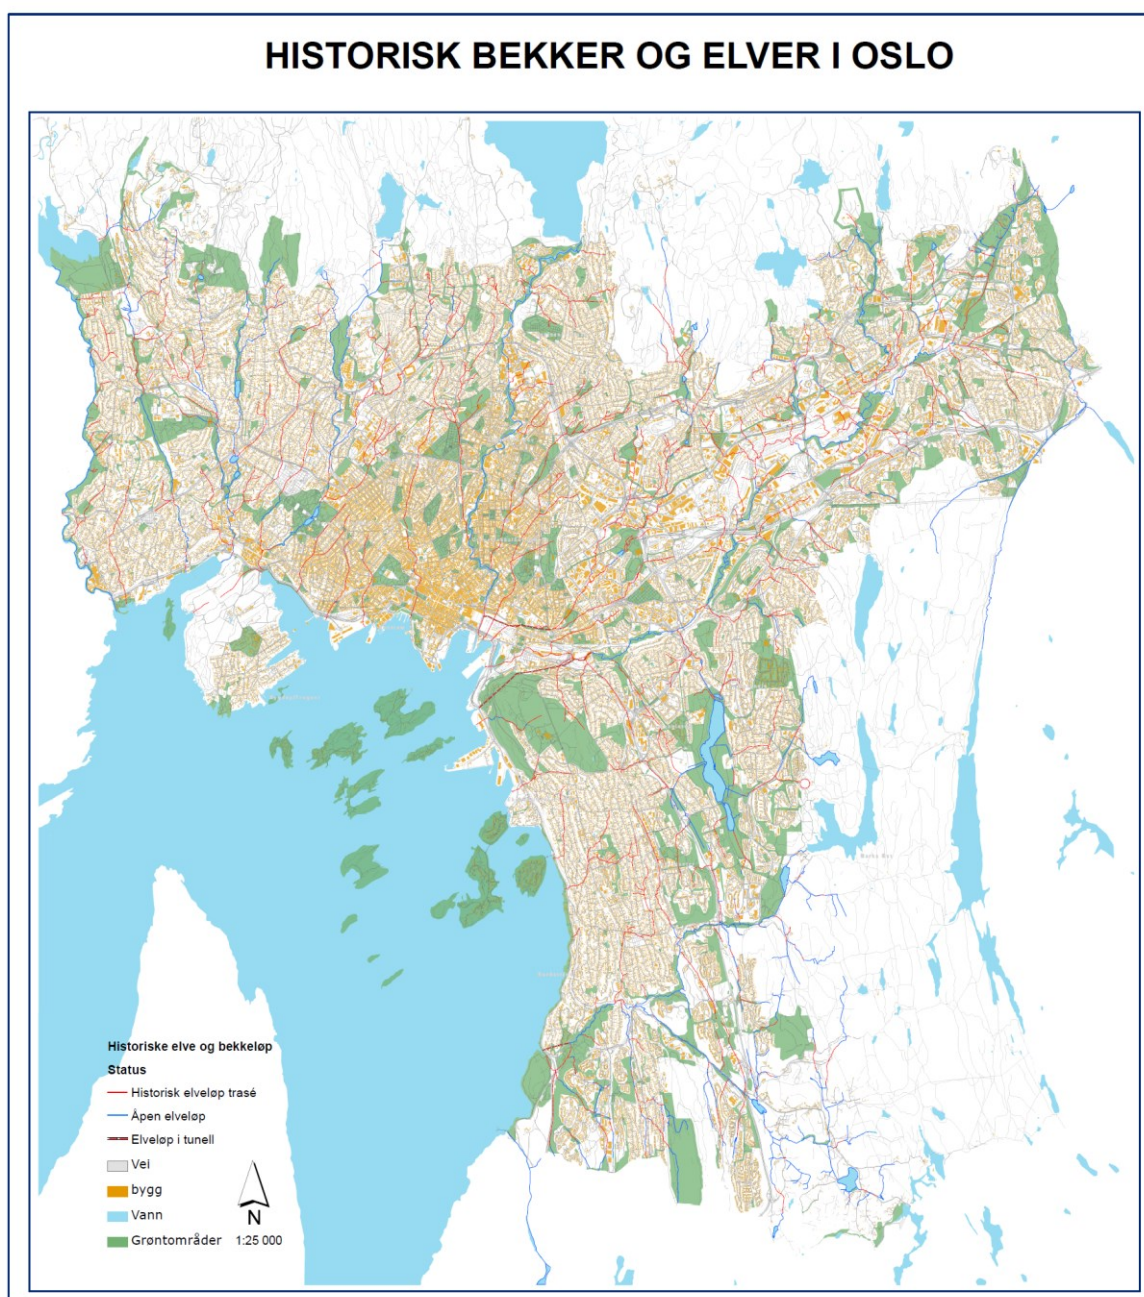 HISTORISK BEKKER OG ELVER I OSLO
Historiske elve og bekkeløp
Status
Historisk elveløp trasé
Åpen elveløp
Elveløp i tunell
Vei
bygg
Vann
Grøntområder
N
1:25 000